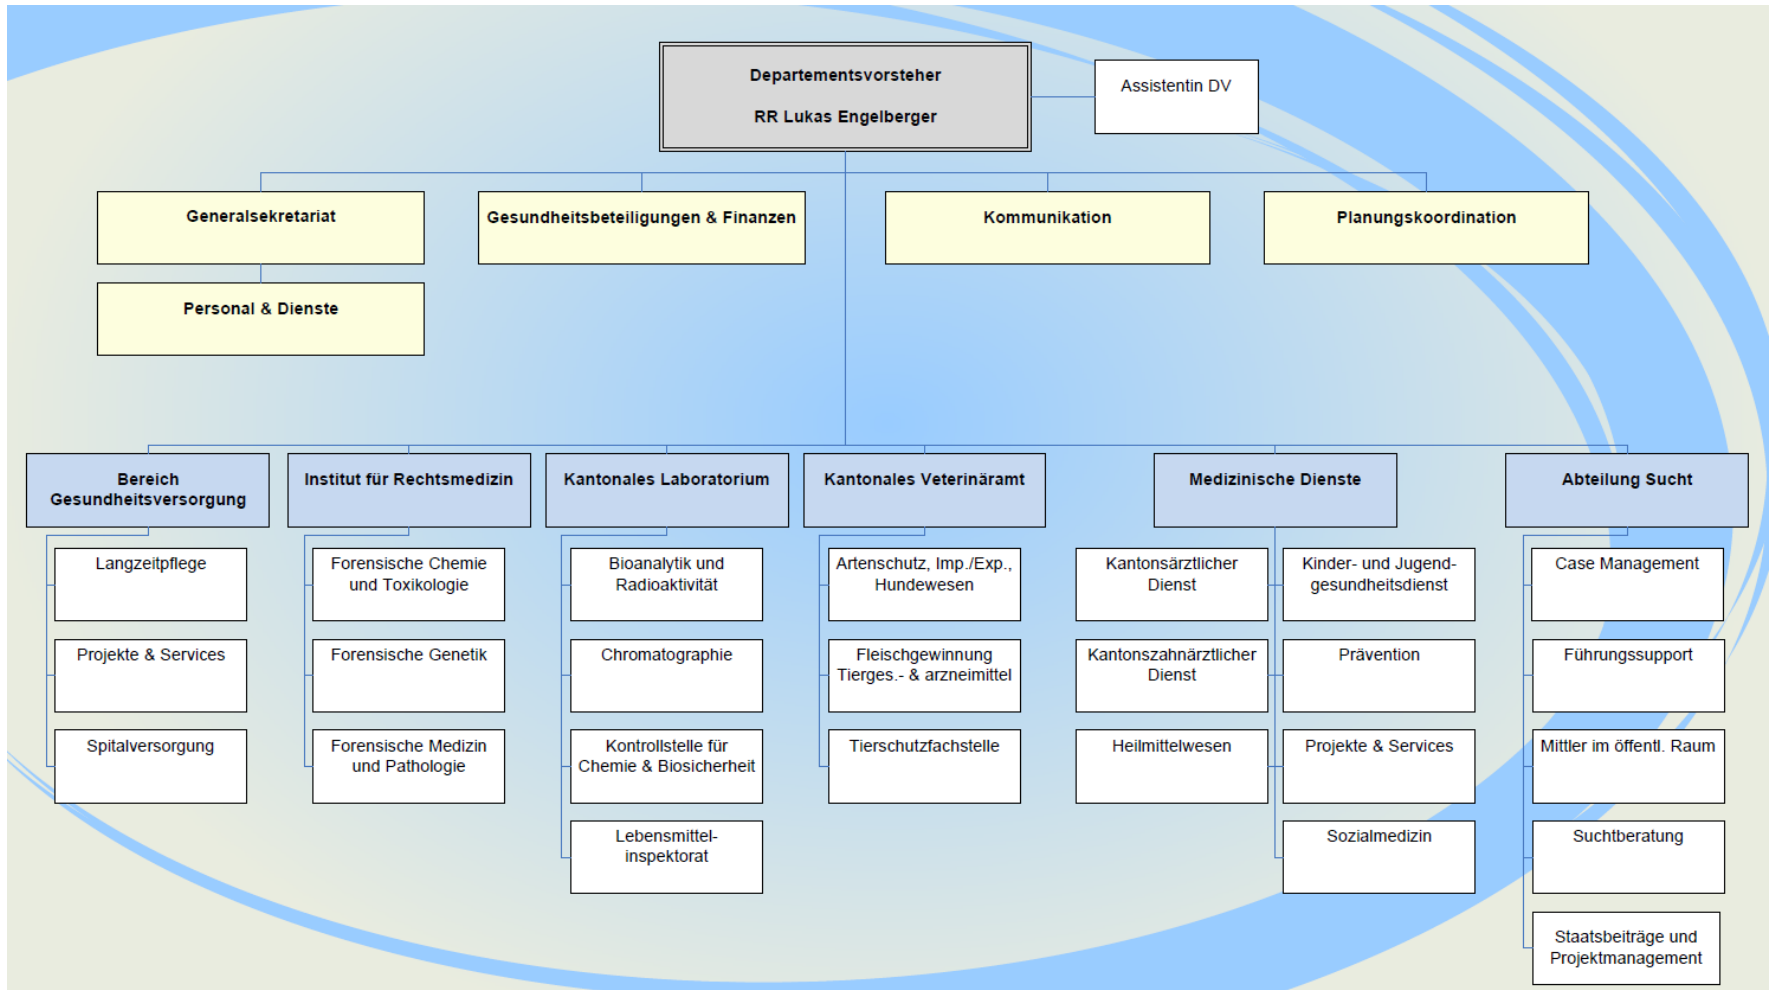 Departementsvorsteher
RR Lukas Engelberger
Assistentin DV
Generalsekretariat
Gesundheitsbeteiligungen & Finanzen
Kommunikation
Planungskoordination
Personal & Dienste
Bereich
Gesundheitsversorgung
Institut für Rechtsmedizin
Kantonales Laboratorium
Kantonales Veterinäramt
Medizinische Dienste
Abteilung Sucht
Langzeitpflege
Projekte & Services
Spitalversorgung
Forensische Chemie
und Toxikologie
Forensische Genetik
Forensische Medizin
und Pathologie
Bioanalytik und
Radioaktivität
Chromatographie
Kontrollstelle für
Chemie & Biosicherheit
Lebensmittel-
inspektorat
Artenschutz, Imp./Exp.,
Hundewesen
Fleischgewinnung
Tierges.- & arzneimittel
Tierschutzfachstelle
Kantonsärztlicher
Dienst
Kantonszahnärztlicher
Dienst
Heilmittelwesen
Kinder- und Jugend-
gesundheitsdienst
Prävention
Projekte & Services
Sozialmedizin
Case Management
Führungssupport
Mittler im öffentl. Raum
Suchtberatung
Staatsbeiträge und
Projektmanagement